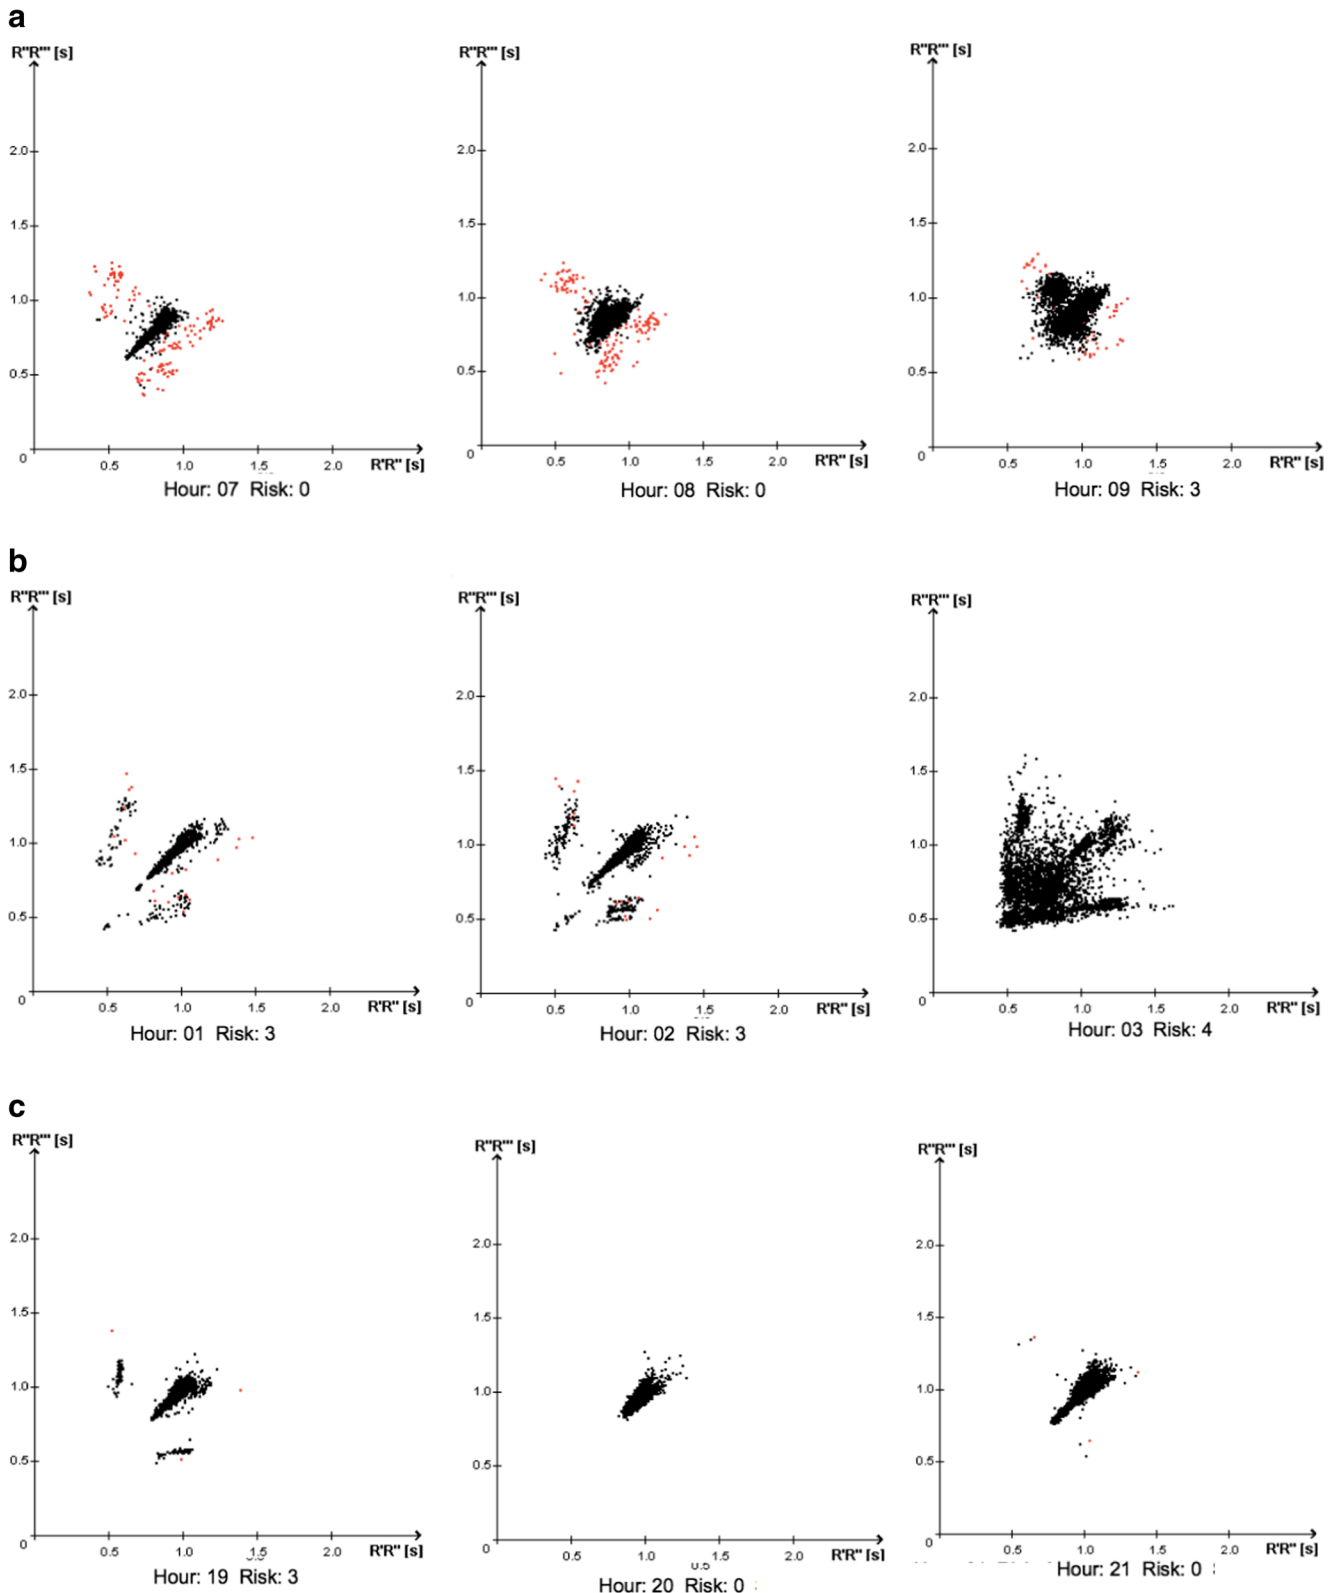 a
R"R'" [s] R"R'" [s] R"R'" [s]
2.0 2.0 2.0
1.5 1.5 1.5
1.0 1.0 1.0
0.5 0.5 0.5
0 0 0
0.5 1.0 1.5 2.0 R'R" [s] 0.5 1.0 1.5 2.0 R'R" [s] 0.5 1.0 1.5 2.0 R'R" [s]
Hour: 07 Risk: 0 Hour: 08 Risk: 0 Hour: 09 Risk: 3
b
R"R'" [s] R"R'" [s] R"R'" [s]
2.0 2.0 2.0
1.5 1.5 1.5
1.0 1.0 1.0
0.5 0.5 0.5
0 0 0
0.5 1.0 1.5 2.0 R'R" [s] 0.5 1.0 1.5 2.0 R'R" [s] 0.5 1.0 1.5 2.0 R'R" [s]
Hour: 01 Risk: 3 Hour: 02 Risk: 3 Hour: 03 Risk: 4
c
R"R'" [s] R"R'" [s] R"R'" [s]
2.0 2.0 2.0
1.5 1.5 1.5
1.0 1.0 1.0
0.5 0.5 0.5
0 0 0
0.5 1.0 1.5 2.0 R'R" [s] 0.5 1.0 1.5 2.0 R'R" [s] 0.5 1.0 1.5 2.0 R'R" [s]
Hour: 19 Risk: 3 Hour: 20 Risk: 0 Hour: 21 Risk: 0